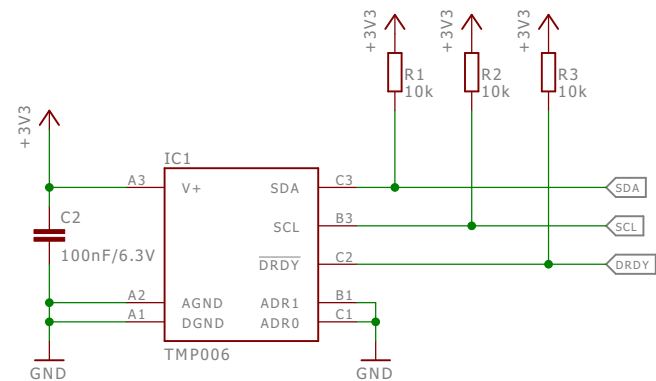 +3V3
+3V3
+3V3
R1
10k
R2
10k
R3
10k
+3V3
C2
100nF/6.3V
GND
IC1
A3
V+
SDA
C3
SDA
SCL
B3
SCL
DRDY
C2
DRDY
A2
AGND
ADR1
B1
A1
DGND
ADR0
C1
TMP006
GND